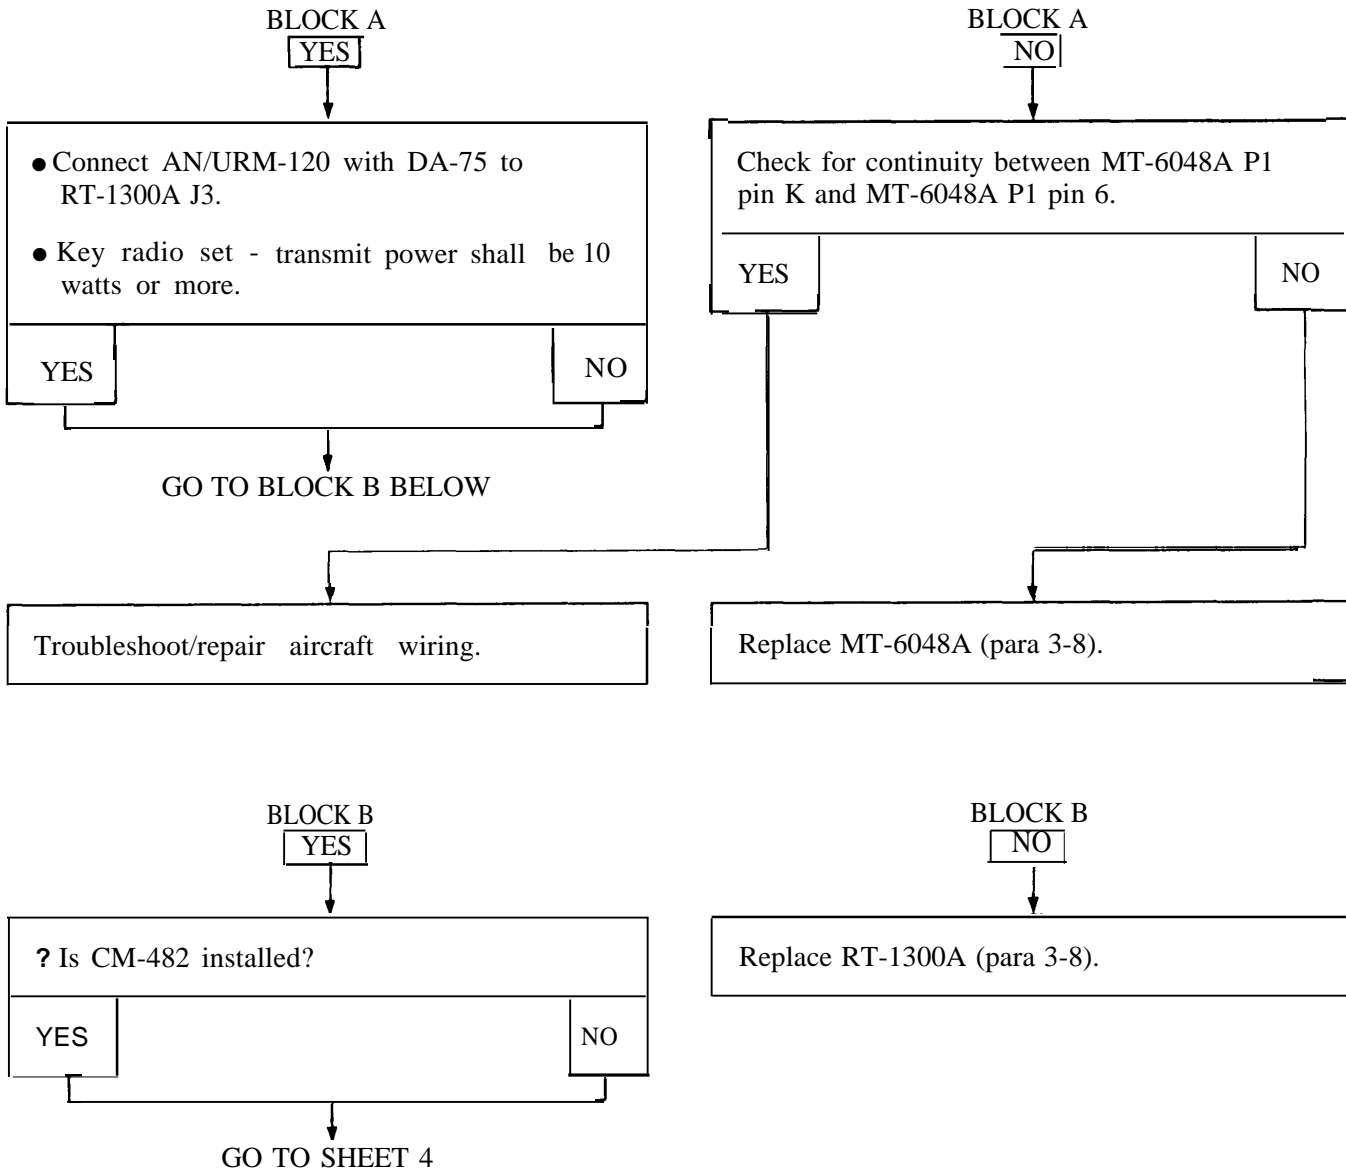 BLOCK A
YES
● Connect AN/URM-120 with DA-75 to
RT-1300A J3.
● Key radio set - transmit power shall be 10
watts or more.
YES
NO
GO TO BLOCK B BELOW
BLOCK A
NO
Check for continuity between MT-6048A P1
pin K and MT-6048A P1 pin 6.
YES
NO
Troubleshoot/repair aircraft wiring.
Replace MT-6048A (para 3-8).
BLOCK B
YES
? Is CM-482 installed?
YES
NO
GO TO SHEET 4
BLOCK B
NO
Replace RT-1300A (para 3-8).